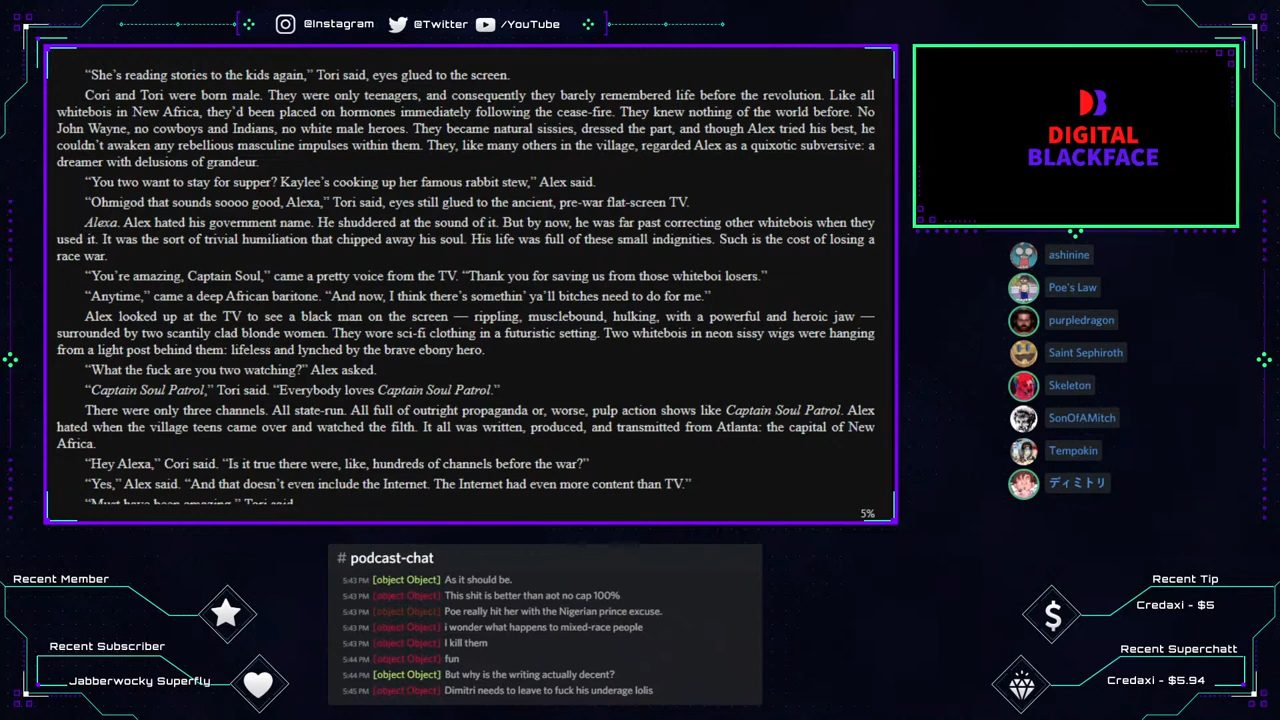 @Instagram @Twitter /YouTube
“She’s reading stories to the kids again,” Tori said, eyes glued to the screen.
Cori and Tori were born male. They were only teenagers, and consequently they barely remembered life before the revolution. Like all
whitebois in New Africa, they’d been placed on hormones immediately following the cease-fire. They knew nothing of the world before. No
John Wayne, no cowboys and Indians, no white male heroes. They became natural sissies, dressed the part, and though Alex tried his best, he
couldn’t awaken any rebellious masculine impulses within them. They, like many others in the village, regarded Alex as a quixotic subversive: a
dreamer with delusions of grandeur.
“You two want to stay for supper? Kaylee’s cooking up her famous rabbit stew,” Alex said.
“Ohmigod that sounds soooo good, Alexa,” Tori said, eyes still glued to the ancient, pre-war flat-screen TV.
Alexa. Alex hated his government name. He shuddered at the sound of it. But by now, he was far past correcting other whitebois when they
used it. It was the sort of trivial humiliation that chipped away his soul. His life was full of these small indignities. Such is the cost of losing a
race war.
“You’re amazing, Captain Soul,” came a pretty voice from the TV. “Thank you for saving us from those whiteboi losers.”
“Anytime,” came a deep African baritone. “And now, I think there’s somethin’ ya’ll bitches need to do for me.”
Alex looked up at the TV to see a black man on the screen — rippling, musclebound, hulking, with a powerful and heroic jaw —
surrounded by two scantily clad blonde women. They wore sci-fi clothing in a futuristic setting. Two whitebois in neon sissy wigs were hanging
from a light post behind them: lifeless and lynched by the brave ebony hero.
“What the fuck are you two watching?” Alex asked.
“Captain Soul Patrol,” Tori said. “Everybody loves Captain Soul Patrol.”
There were only three channels. All state-run. All full of outright propaganda or, worse, pulp action shows like Captain Soul Patrol. Alex
hated when the village teens came over and watched the filth. It all was written, produced, and transmitted from Atlanta: the capital of New
Africa.
“Hey Alexa,” Cori said. “Is it true there were, like, hundreds of channels before the war?”
“Yes,” Alex said. “And that doesn’t even include the Internet. The Internet had even more content than TV.”
“Must have been amazing,” Tori said
5%
DB
DIGITAL
BLACKFACE
ashinine
Poe's Law
purpledragon
Saint Sephiroth
Skeleton
SonOfAMitch
Tempokin
ディミトリ
# podcast-chat
5:43 PM [object Object] As it should be.
5:43 PM [object Object] This shit is better than aot no cap 100%
5:43 PM [object Object] Poe really hit her with the Nigerian prince excuse.
5:43 PM [object Object] i wonder what happens to mixed-race people
5:43 PM [object Object] I kill them
5:44 PM [object Object] fun
5:44 PM [object Object] But why is the writing actually decent?
5:45 PM [object Object] Dimitri needs to leave to fuck his underage lolis
Recent Member
Recent Subscriber
Jabberwocky Superfly
Recent Tip
Credaxi - $5
Recent Superchatt
Credaxi - $5.94